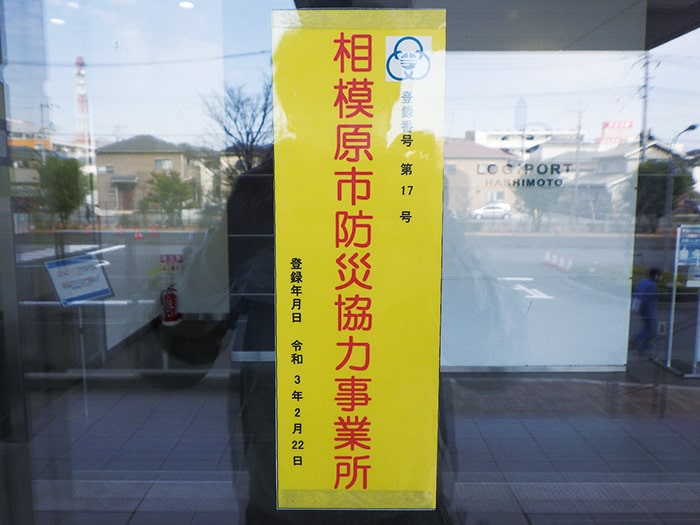 登録番号 第 17 号
相模原市防災協力事業所
登録年月日 令和 3 年 2 月 22 日
LOGIPORT
HASHIMOTO